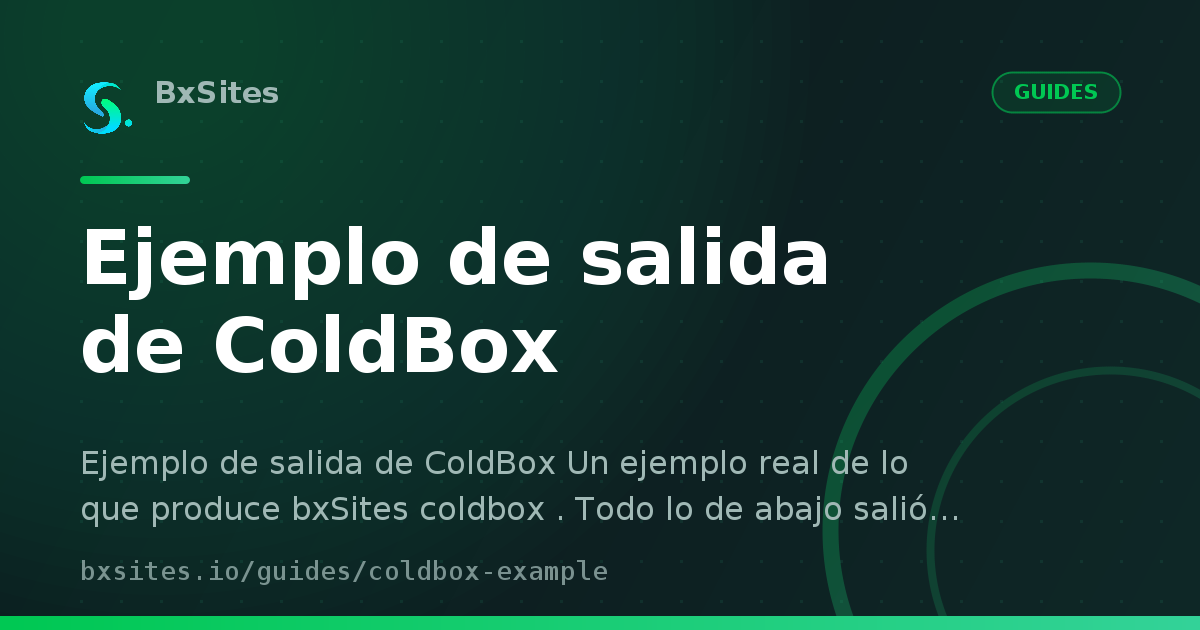 BxSites
GUIDES
Ejemplo de salida
de ColdBox
Ejemplo de salida de ColdBox Un ejemplo real de lo
que produce bxSites coldbox . Todo lo de abajo salió…
bxsites.io/guides/coldbox-example